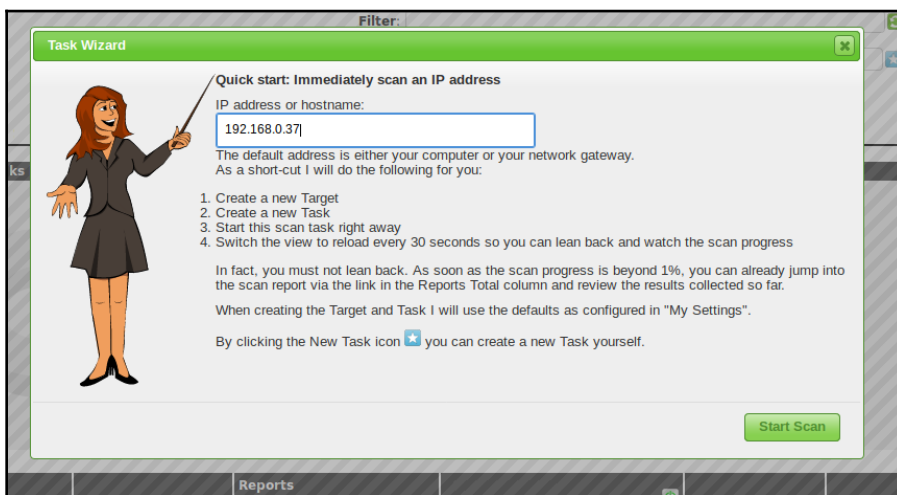 Filter:
Task Wizard
Quick start: Immediately scan an IP address
IP address or hostname:
192.168.0.37
The default address is either your computer or your network gateway.
As a short-cut I will do the following for you:
ks
1. Create a new Target
2. Create a new Task
3. Start this scan task right away
4. Switch the view to reload every 30 seconds so you can lean back and watch the scan progress
In fact, you must not lean back. As soon as the scan progress is beyond 1%, you can already jump into
the scan report via the link in the Reports Total column and review the results collected so far.
When creating the Target and Task I will use the defaults as configured in "My Settings".
By clicking the New Task icon you can create a new Task yourself.
Start Scan
Reports